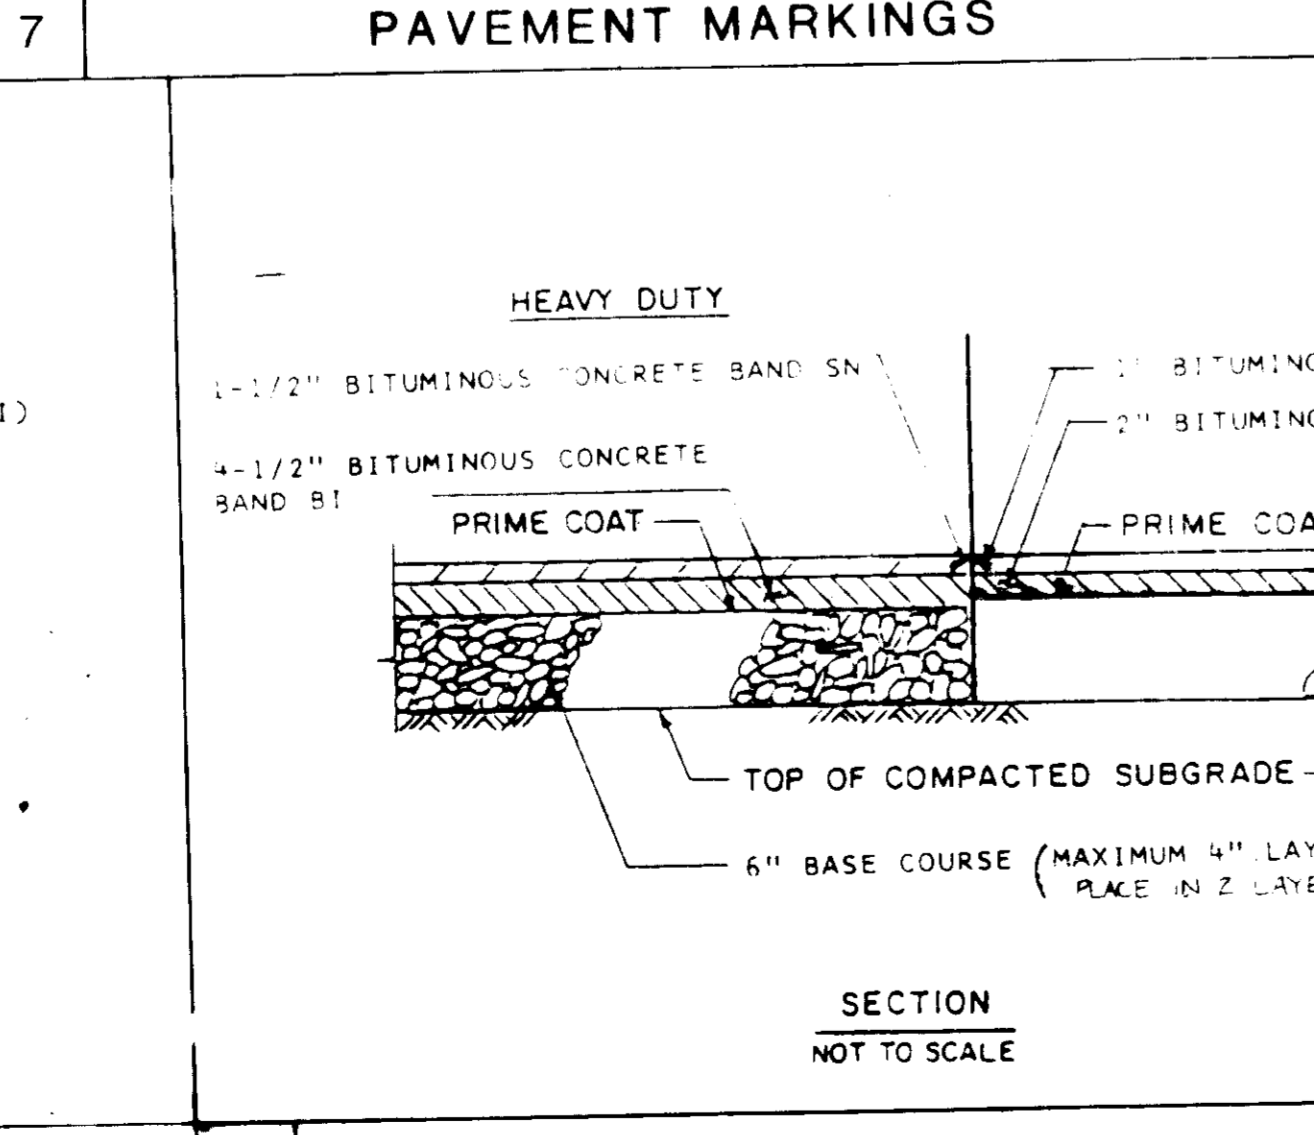 7
PAVEMENT MARKINGS
I)
HEAVY DUTY
1-1/2" BITUMINOUS CONCRETE BAND SN
4-1/2" BITUMINOUS CONCRETE
BAND BI
PRIME COAT
1" BITUMINO
2" BITUMINO
PRIME COA
TOP OF COMPACTED SUBGRADE
6" BASE COURSE (MAXIMUM 4" LAY
PLACE IN 2 LAYE
SECTION
NOT TO SCALE